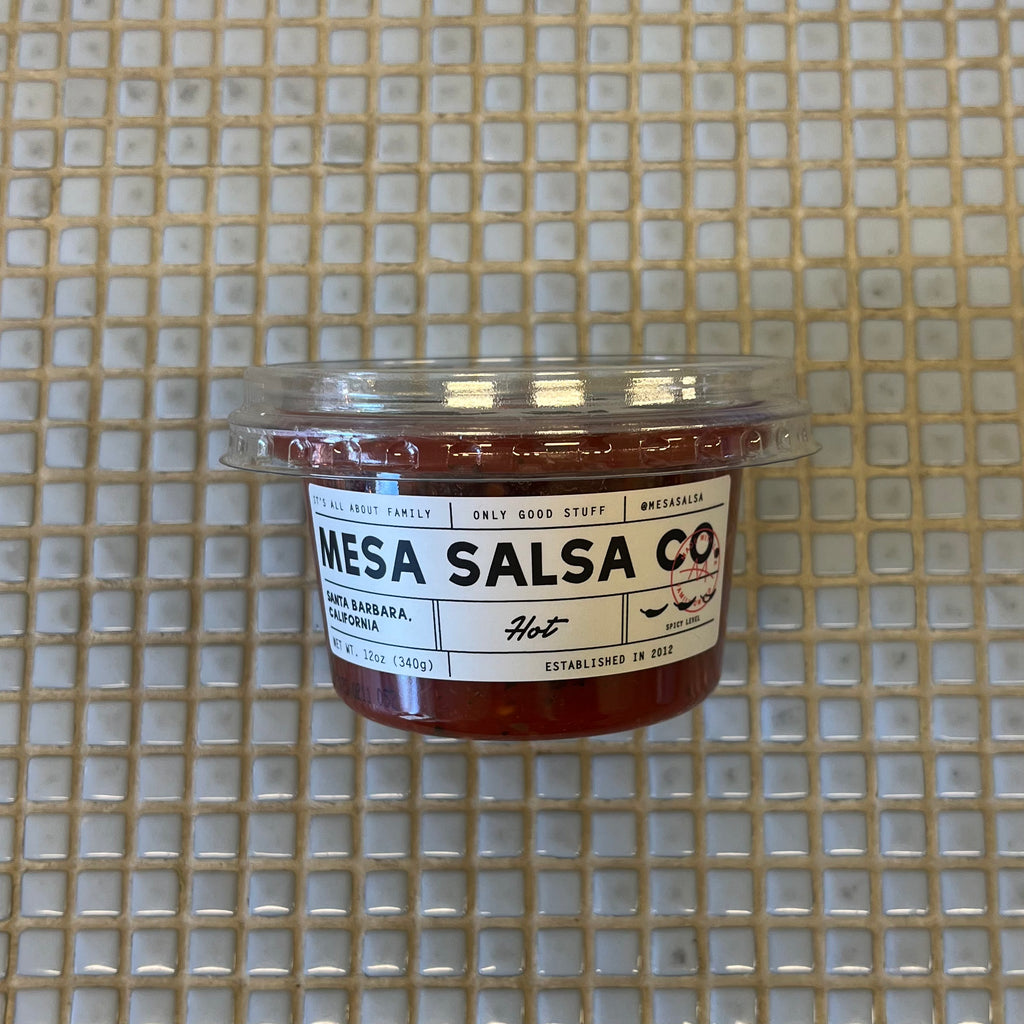 IT'S ALL ABOUT FAMILY
ONLY GOOD STUFF
@MESASALSA
MESA SALSA CO.
SANTA BARBARA,
CALIFORNIA
Hot
SPICY LEVEL
NET WT. 12oz (340g)
ESTABLISHED IN 2012